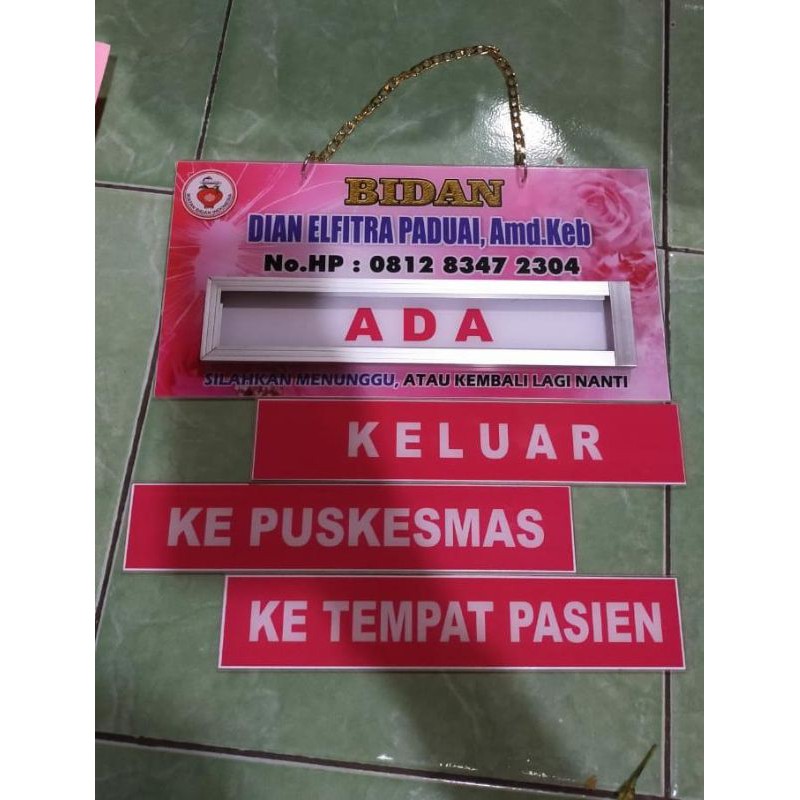 BIDAN
DIAN ELFITRA PADUAI, Amd.Keb
No.HP : 0812 8347 2304
ADA
SILAHKAN MENUNGGU, ATAU KEMBALI LAGI NANTI
KELUAR
KE PUSKESMAS
KE TEMPAT PASIEN